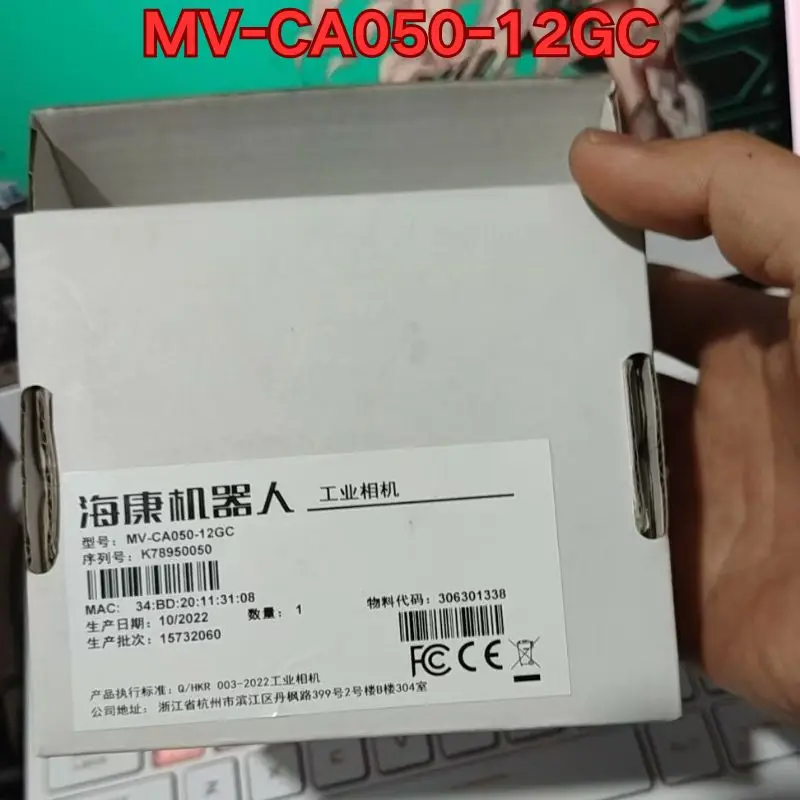 MV-CA050-12GC
海康机器人 工业相机
型号: MV-CA050-12GC
序列号: K78950050
MAC: 34:BD:20:11:31:08
生产日期: 10/2022 数量: 1
生产批次: 15732060
物料代码: 306301338
FC CE
产品执行标准: Q/HKR 003-2022工业相机
公司地址: 浙江省杭州市滨江区丹枫路399号2号楼B楼304室